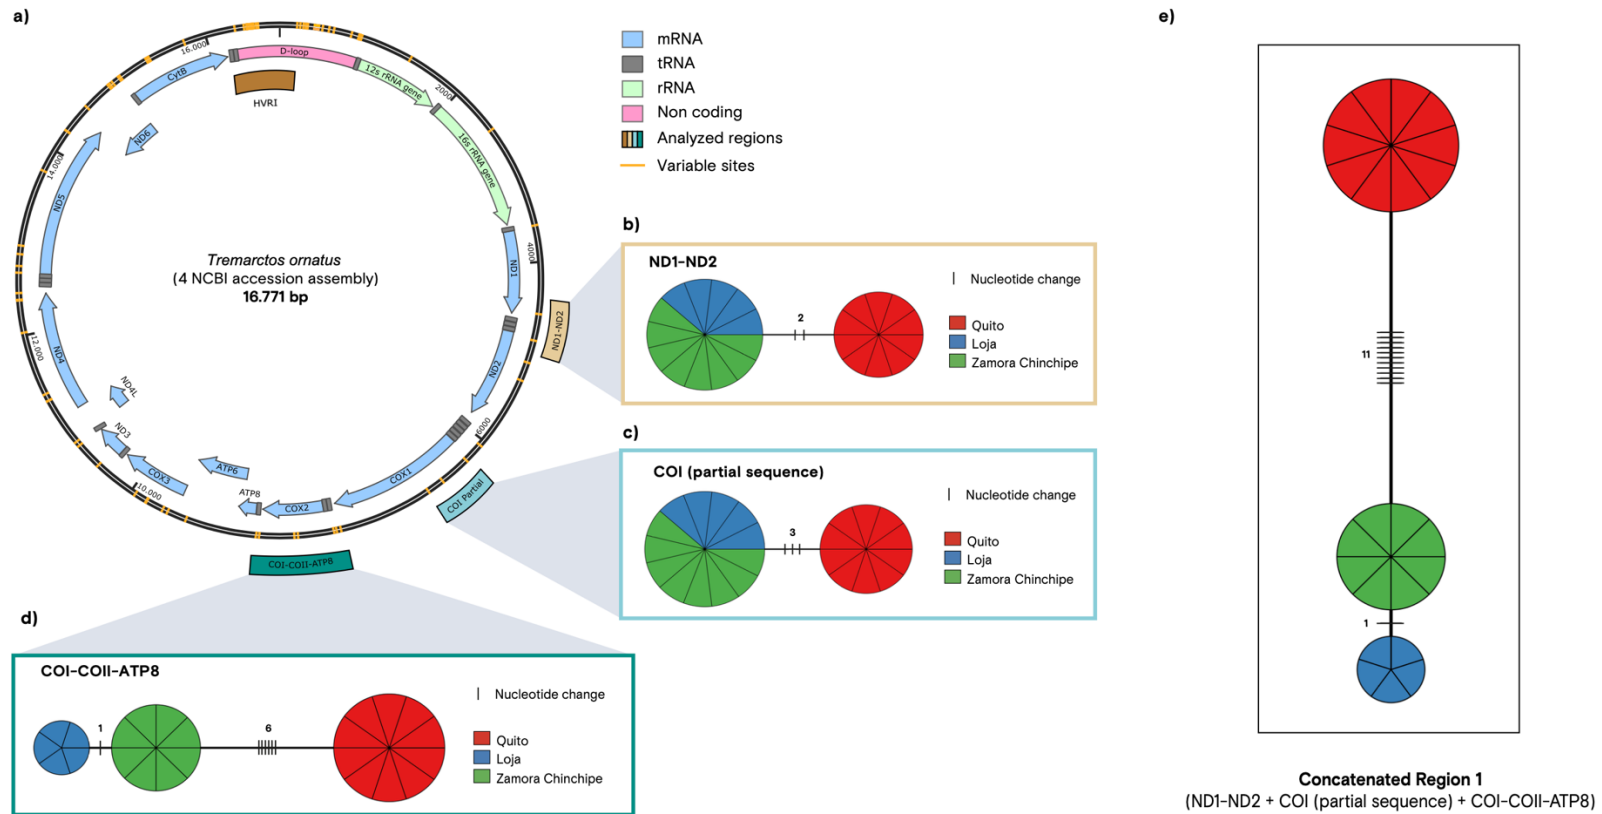 a)
16.000
D-loop
CytB
12s rRNA gene
HVRI
2000
ND6
16s rRNA gene
14.000
ND5
Tremarctos ornatus
(4 NCBI accession assembly)
16.771 bp
4000
ND1
ND1-ND2
12.000
ND4
ND2
ND4L
ND3
6000
COX3
ATP6
COX1
10.000
ATP8
COX2
COI Partial
COI-COII-ATP8
mRNA
tRNA
rRNA
Non coding
Analyzed regions
Variable sites
b)
ND1-ND2
Nucleotide change
2
Quito
Loja
Zamora Chinchipe
c)
COI (partial sequence)
Nucleotide change
3
Quito
Loja
Zamora Chinchipe
d)
COI-COII-ATP8
Nucleotide change
1
6
Quito
Loja
Zamora Chinchipe
e)
11
1
Concatenated Region 1
(ND1-ND2 + COI (partial sequence) + COI-COII-ATP8)